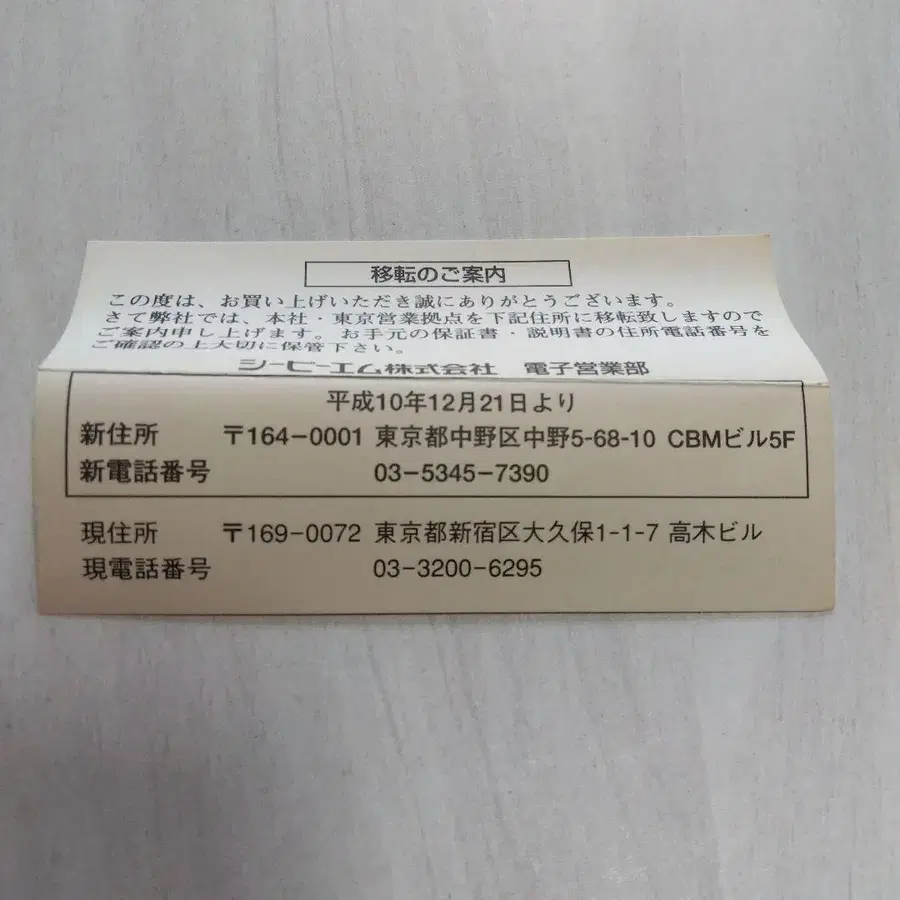 移転のご案内
この度は、お買い上げいただき誠にありがとうございます。
さて弊社では、本社・東京営業拠点を下記住所に移転致しますので
ご案内申し上げます。お手元の保証書・説明書の住所電話番号を
ご確認の上大切に保管下さい。
シービーエム株式会社 電子営業部
平成10年12月21日より
新住所 〒164-0001 東京都中野区中野5-68-10 CBMビル5F
新電話番号 03-5345-7390
現住所 〒169-0072 東京都新宿区大久保1-1-7 高木ビル
現電話番号 03-3200-6295